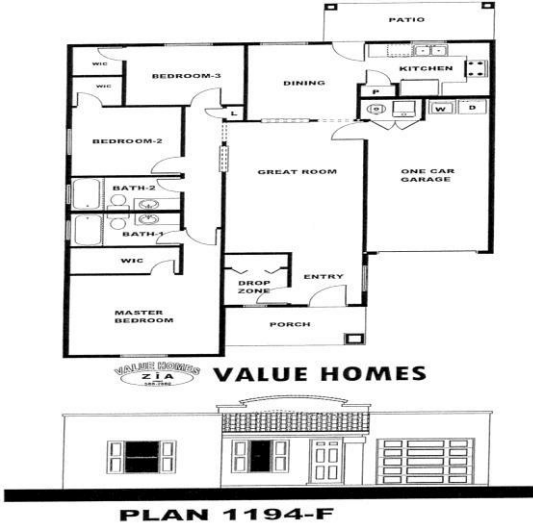 PATIO
WIC
BEDROOM-3
DINING
KITCHEN
WIC
P
L
W D
BEDROOM-2
GREAT ROOM
ONE CAR
GARAGE
BATH-2
BATH-1
WIC
DROP
ZONE
ENTRY
MASTER
BEDROOM
PORCH
VALUE HOMES
ZiA
VALUE HOMES
PLAN 1194-F